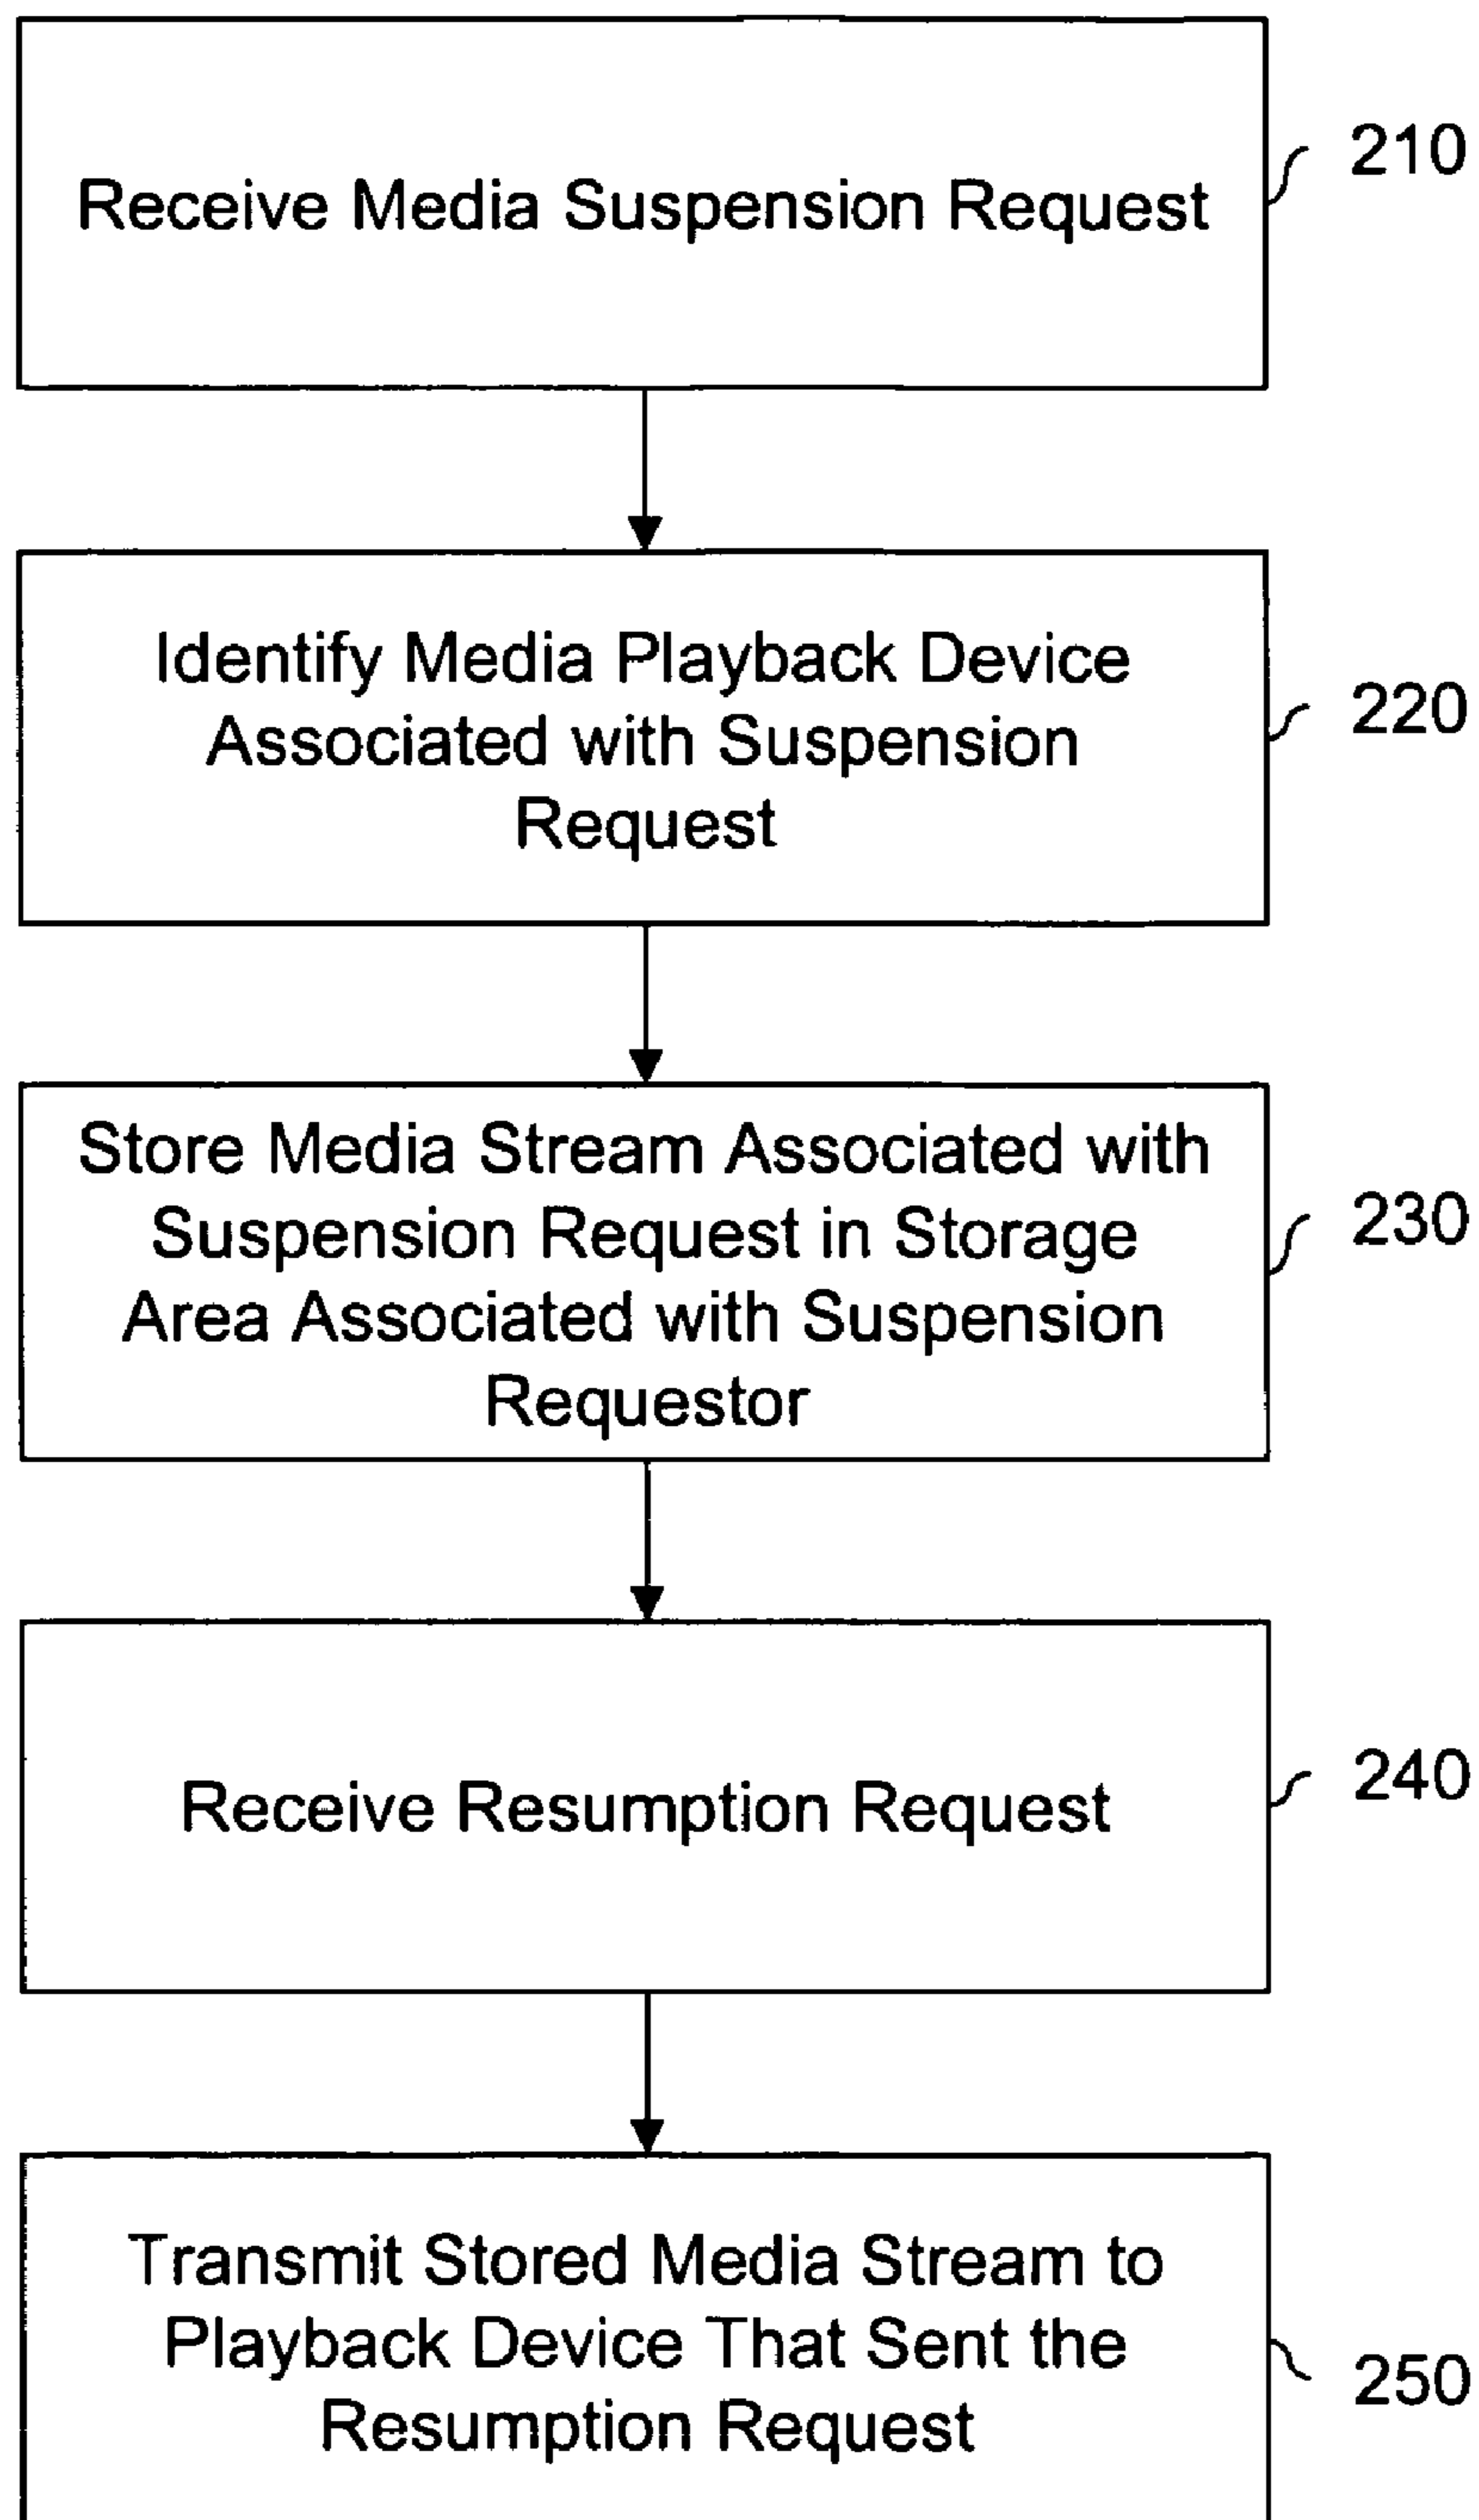 Receive Media Suspension Request
210
Identify Media Playback Device
Associated with Suspension
Request
220
Store Media Stream Associated with
Suspension Request in Storage
Area Associated with Suspension
Requestor
230
Receive Resumption Request
240
Transmit Stored Media Stream to
Playback Device That Sent the
Resumption Request
250